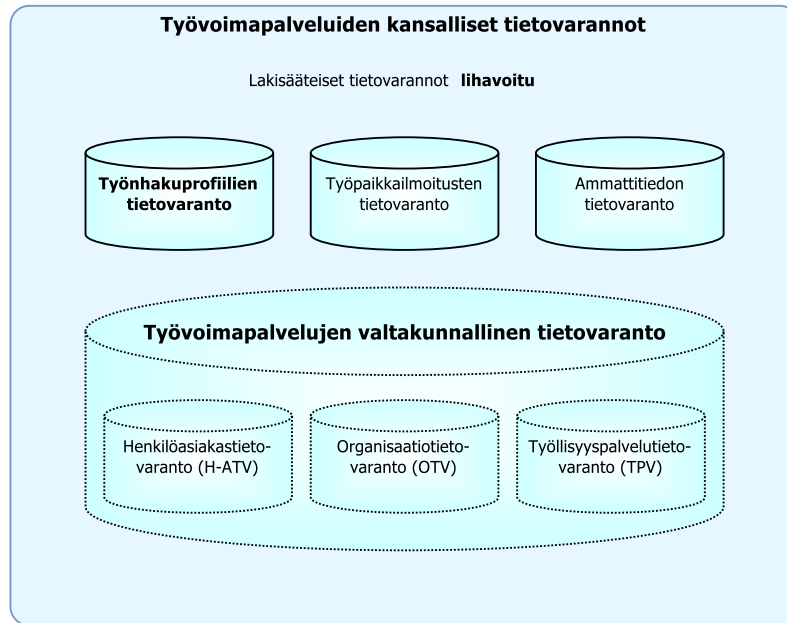 Työvoimapalveluiden kansalliset tietovarannot
Lakisääteiset tietovarannot lihavoitu
Työnhakuprofiilien
tietovaranto
Työpaikkailmoitusten
tietovaranto
Ammattitiedon
tietovaranto
Työvoimapalvelujen valtakunnallinen tietovaranto
Henkilöasiakastieto-
varanto (H-ATV)
Organisaatiotieto-
varanto (OTV)
Työllisyyspalvelutieto-
varanto (TPV)